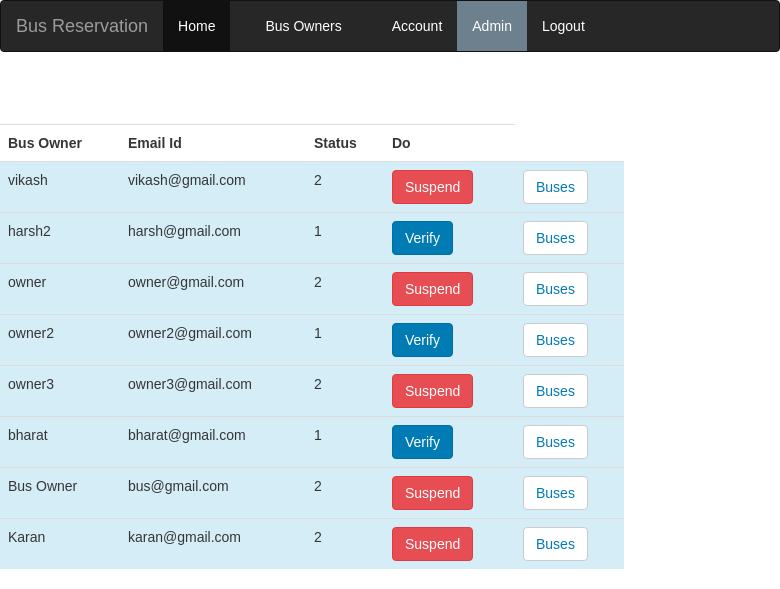 Bus Reservation Home Bus Owners Account Admin Logout
Bus Owner Email Id Status Do
vikash vikash@gmail.com 2 Suspend Buses
harsh2 harsh@gmail.com 1 Verify Buses
owner owner@gmail.com 2 Suspend Buses
owner2 owner2@gmail.com 1 Verify Buses
owner3 owner3@gmail.com 2 Suspend Buses
bharat bharat@gmail.com 1 Verify Buses
Bus Owner bus@gmail.com 2 Suspend Buses
Karan karan@gmail.com 2 Suspend Buses